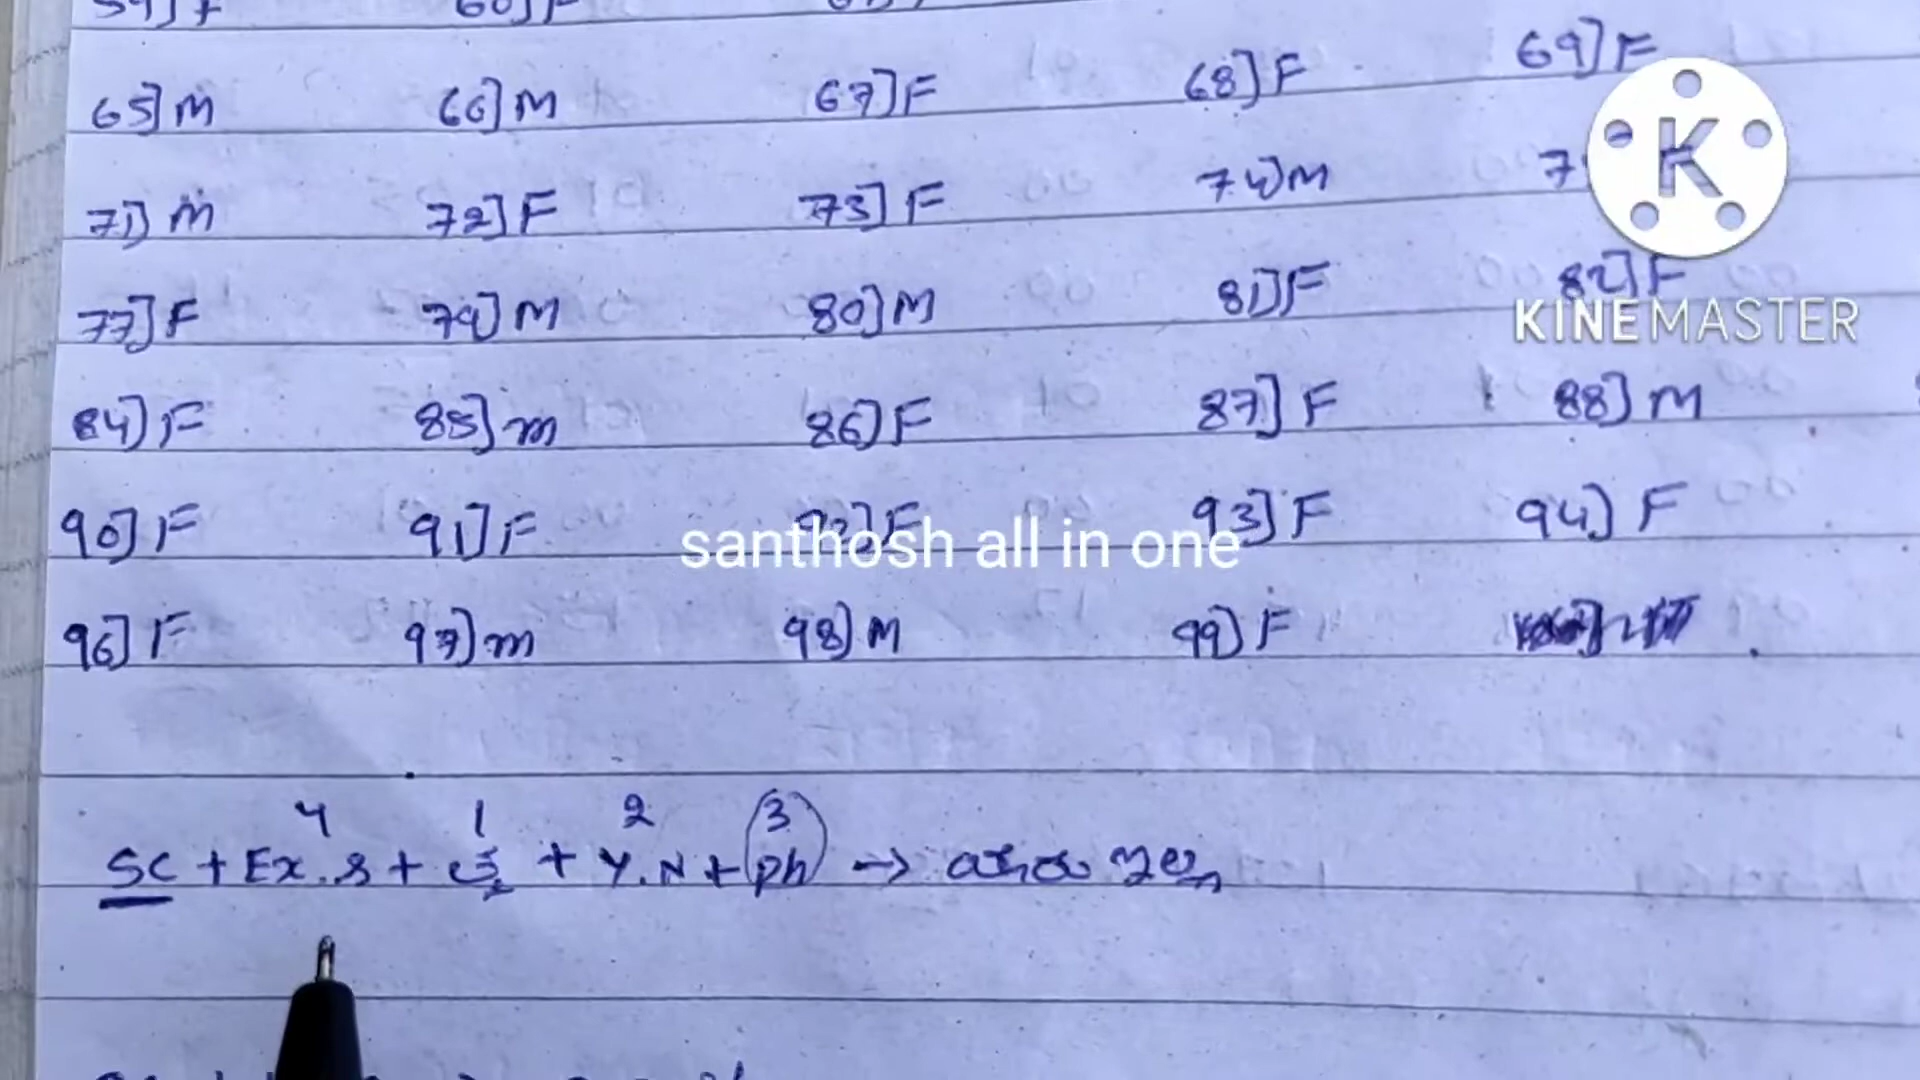 65] M 66] M 67] F 68] F 69] F
71] M 72] F 73] F 74] M 7
77] F 79] M 80] M 81] F 82] F
KINEMASTER
84] F 85] m 86] F 87] F 88] M
90] F 91] F 92] F 93] F 94] F
santhosh all in one
96] F 97] m 98] M 99] F
4 1 2 3
SC + Ex.S + + Y.N + Ph →